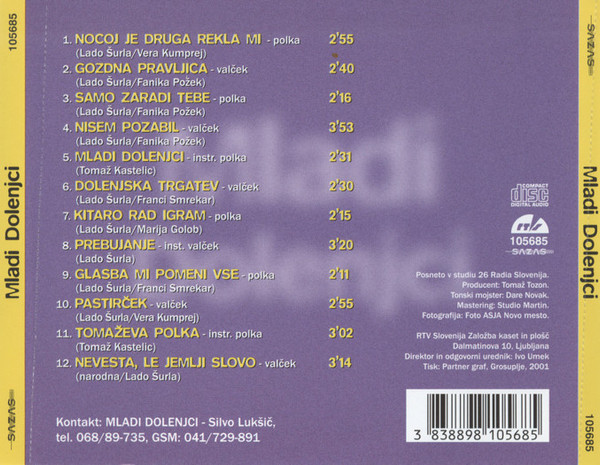 105685
SAZAS
Mladi Dolenjci
1. NOCOJ JE DRUGA REKLA MI - polka 2'55
(Lado Šurla/Vera Kumprej)
2. GOZDNA PRAVLJICA - valček 2'40
(Lado Šurla/Fanika Požek)
3. SAMO ZARADI TEBE - polka 2'16
(Lado Šurla/Fanika Požek)
4. NISEM POZABIL - valček 3'53
(Lado Šurla/Fanika Požek)
5. MLADI DOLENJCI - instr. polka 2'31
(Tomaž Kastelic)
6. DOLENJSKA TRGATEV - valček 2'30
(Lado Šurla/Franci Smrekar)
7. KITARO RAD IGRAM - polka 2'15
(Lado Šurla/Marija Golob)
8. PREBUJANJE - inst. valček 3'20
(Lado Šurla)
9. GLASBA MI POMENI VSE - polka 2'11
(Lado Šurla/Franci Smrekar)
10. PASTIRČEK - valček 2'55
(Lado Šurla/Vera Kumprej)
11. TOMAŽEVA POLKA - instr. polka 3'02
(Tomaž Kastelic)
12. NEVESTA, LE JEMLJI SLOVO - valček 3'14
(narodna/Lado Šurla)
Kontakt: MLADI DOLENJCI - Silvo Lukšič,
tel. 068/89-735, GSM: 041/729-891
Mladi
Dolenjci
COMPACT
disc
DIGITAL AUDIO
105685
SAZAS
Posneto v studiu 26 Radia Slovenija.
Producent: Tomaž Tozon.
Tonski mojster: Dare Novak.
Mastering: Studio Martin.
Fotografija: Foto ASJA Novo mesto.
RTV Slovenija Založba kaset in plošč
Dalmatinova 10, Ljubljana
Direktor in odgovorni urednik: Ivo Umek
Tisk: Partner graf, Grosuplje, 2001
3 838898 105685
SAZAS
Mladi Dolenjci
SAZAS
105685